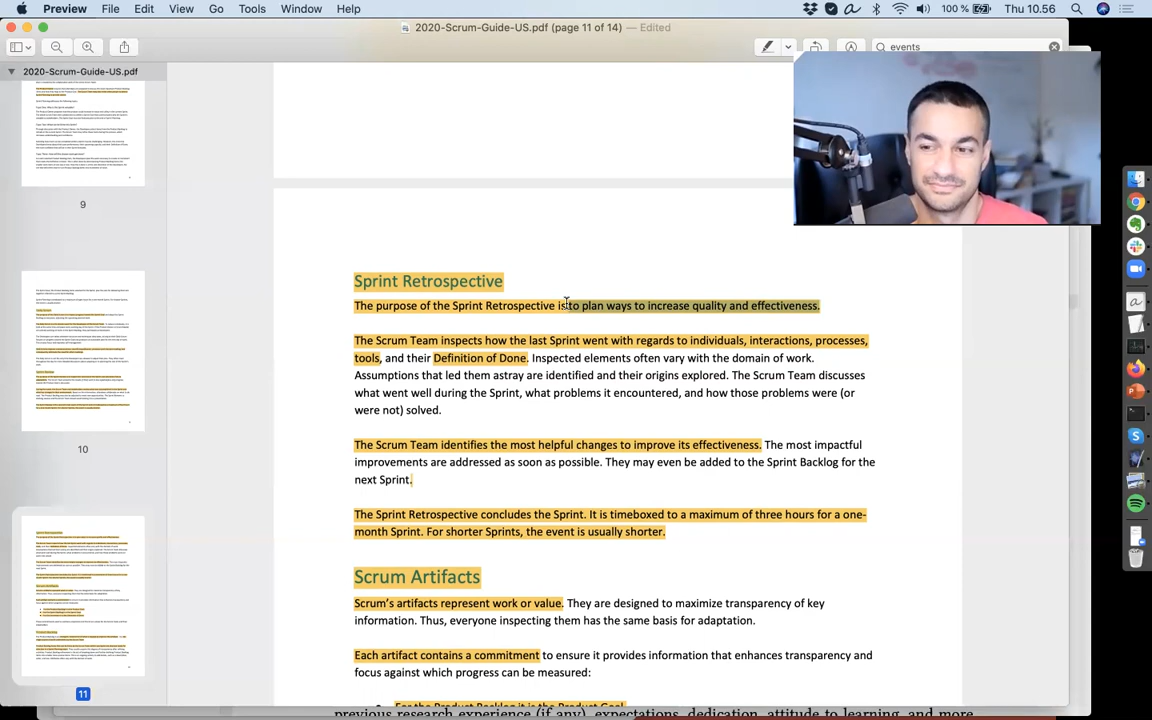 Preview File Edit View Go Tools Window Help 100 % Thu 10.56
2020-Scrum-Guide-US.pdf (page 11 of 14) — Edited
events
2020-Scrum-Guide-US.pdf
9
10
11
Sprint Retrospective
The purpose of the Sprint Retrospective is to plan ways to increase quality and effectiveness.
The Scrum Team inspects how the last Sprint went with regards to individuals, interactions, processes,
tools, and their Definition of Done. Inspected elements often vary with the domain of work.
Assumptions that led them astray are identified and their origins explored. The Scrum Team discusses
what went well during the Sprint, what problems it encountered, and how those problems were (or
were not) solved.
The Scrum Team identifies the most helpful changes to improve its effectiveness. The most impactful
improvements are addressed as soon as possible. They may even be added to the Sprint Backlog for the
next Sprint.
The Sprint Retrospective concludes the Sprint. It is timeboxed to a maximum of three hours for a one-
month Sprint. For shorter Sprints, the event is usually shorter.
Scrum Artifacts
Scrum's artifacts represent work or value. They are designed to maximize transparency of key
information. Thus, everyone inspecting them has the same basis for adaptation.
Each artifact contains a commitment to ensure it provides information that enhances transparency and
focus against which progress can be measured:
• For the Product Backlog it is the Product Goal.
previous research experience (if any), expectations, dedication, attitude to learning, and more